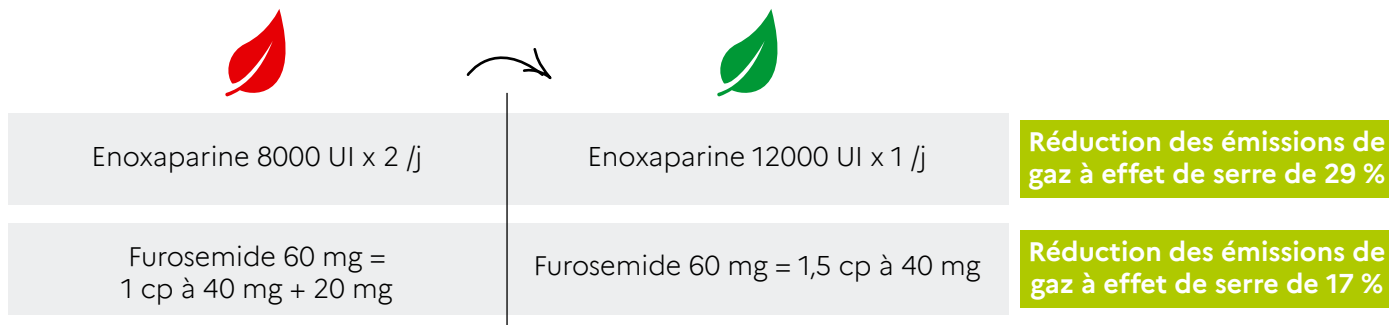 Enoxaparine 8000 UI x 2 /j
Enoxaparine 12000 UI x 1 /j
Réduction des émissions de
gaz à effet de serre de 29 %
Furosemide 60 mg =
1 cp à 40 mg + 20 mg
Furosemide 60 mg = 1,5 cp à 40 mg
Réduction des émissions de
gaz à effet de serre de 17 %